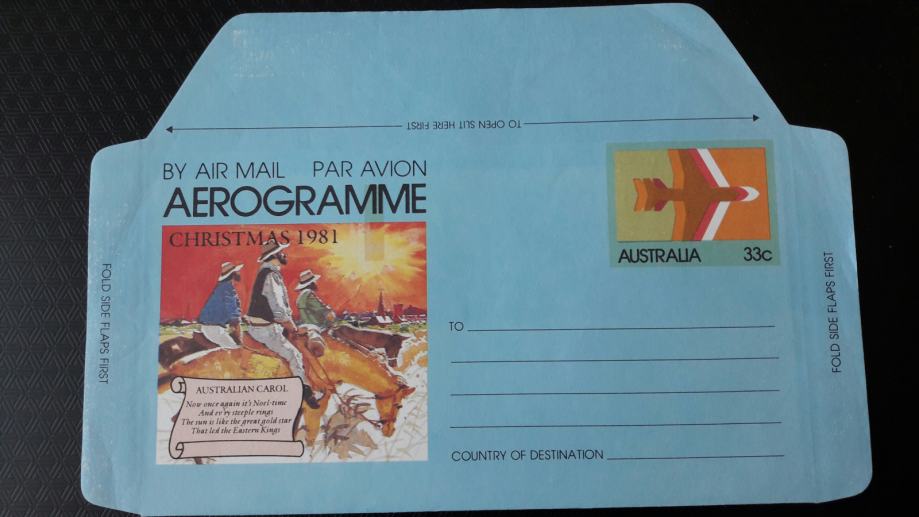 TO OPEN SLIT HERE FIRST
BY AIR MAIL PAR AVION
AEROGRAMME
CHRISTMAS 1981
AUSTRALIAN CAROL
Now once again it's Noel-time
And ev'ry steeple rings
The sun is like the great gold star
That led the Eastern Kings
AUSTRALIA 33c
TO
COUNTRY OF DESTINATION
FOLD SIDE FLAPS FIRST
FOLD SIDE FLAPS FIRST